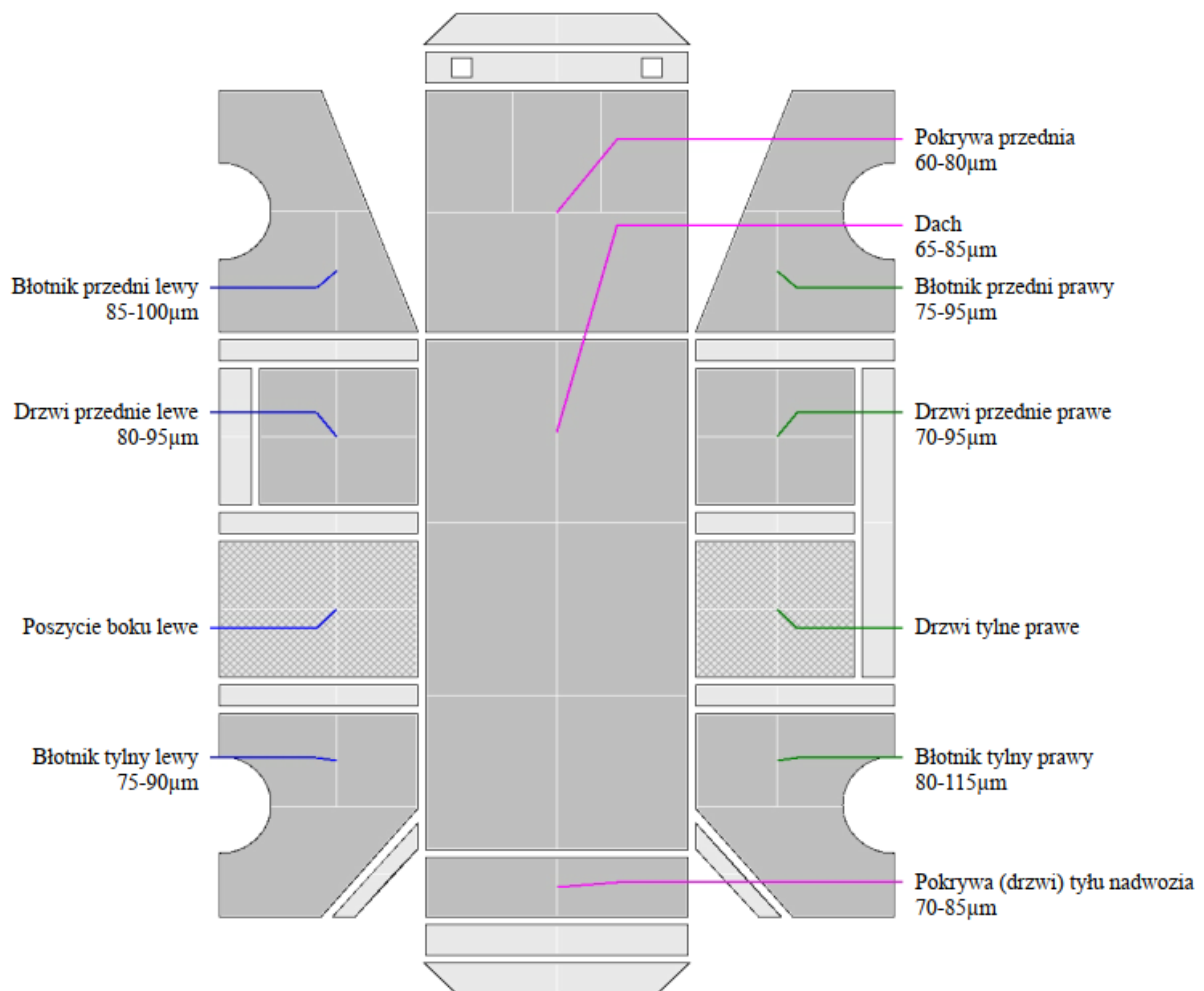 Pokrywa przednia
60-80µm
Dach
65-85µm
Błotnik przedni lewy
85-100µm
Błotnik przedni prawy
75-95µm
Drzwi przednie lewe
80-95µm
Drzwi przednie prawe
70-95µm
Poszycie boku lewe
Drzwi tylne prawe
Błotnik tylny lewy
75-90µm
Błotnik tylny prawy
80-115µm
Pokrywa (drzwi) tyłu nadwozia
70-85µm